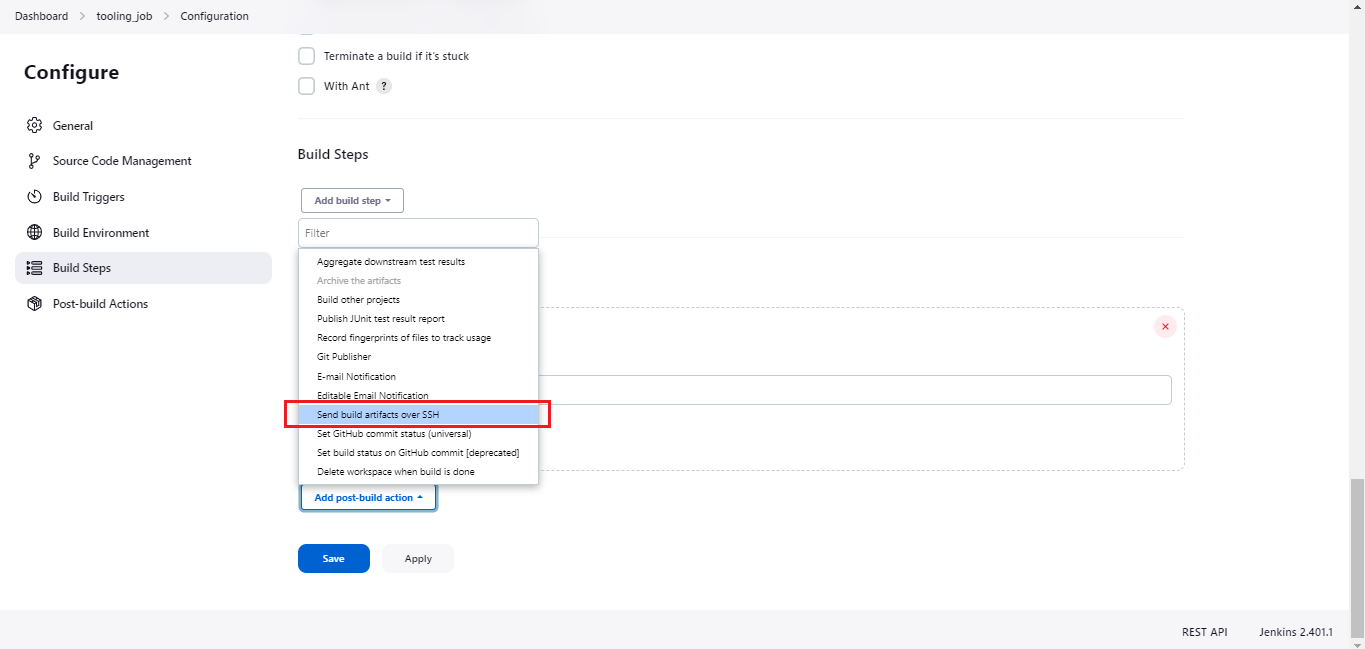 Dashboard > tooling_job > Configuration
Configure
General
Source Code Management
Build Triggers
Build Environment
Build Steps
Post-build Actions
Terminate a build if it's stuck
With Ant ?
Build Steps
Add build step
Filter
Aggregate downstream test results
Archive the artifacts
Build other projects
Publish JUnit test result report
Record fingerprints of files to track usage
Git Publisher
E-mail Notification
Editable Email Notification
Send build artifacts over SSH
Set GitHub commit status (universal)
Set build status on GitHub commit [deprecated]
Delete workspace when build is done
Add post-build action
Save
Apply
REST API
Jenkins 2.401.1